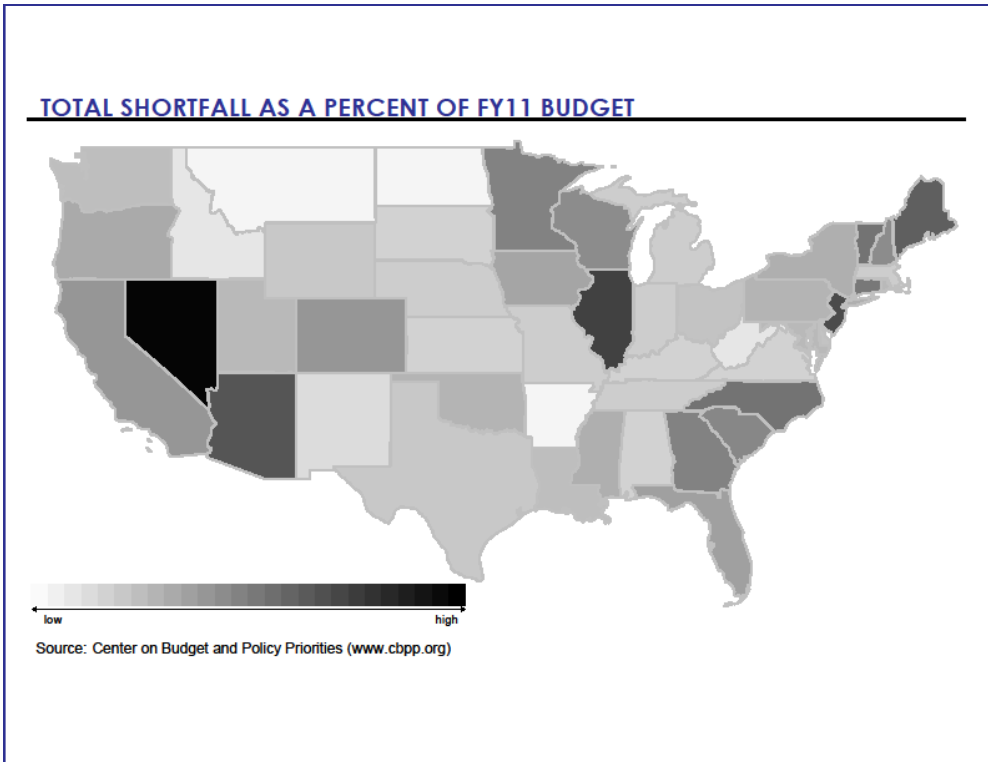 TOTAL SHORTFALL AS A PERCENT OF FY11 BUDGET
low high
Source: Center on Budget and Policy Priorities (www.cbpp.org)